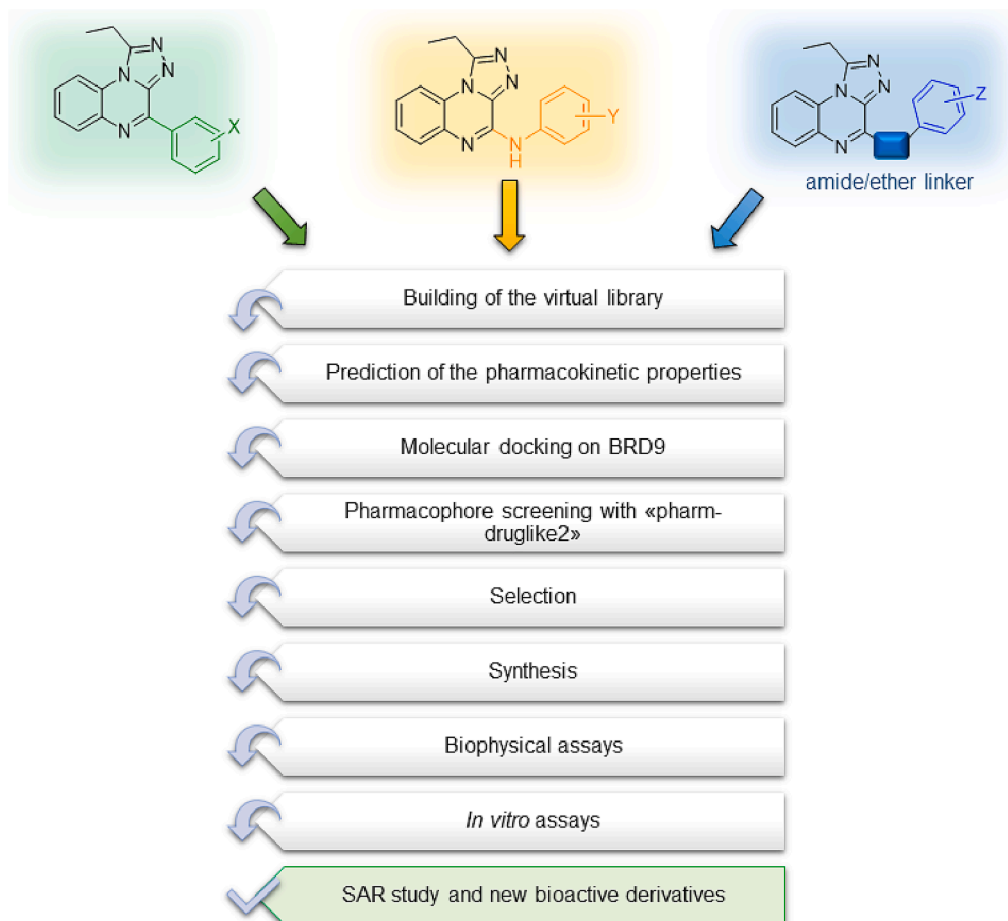 N
N
N
N
X
N
N
N
N
N
H
Y
N
N
N
N
Z
amide/ether linker
Building of the virtual library
Prediction of the pharmacokinetic properties
Molecular docking on BRD9
Pharmacophore screening with «pharm-
druglike2»
Selection
Synthesis
Biophysical assays
In vitro assays
SAR study and new bioactive derivatives